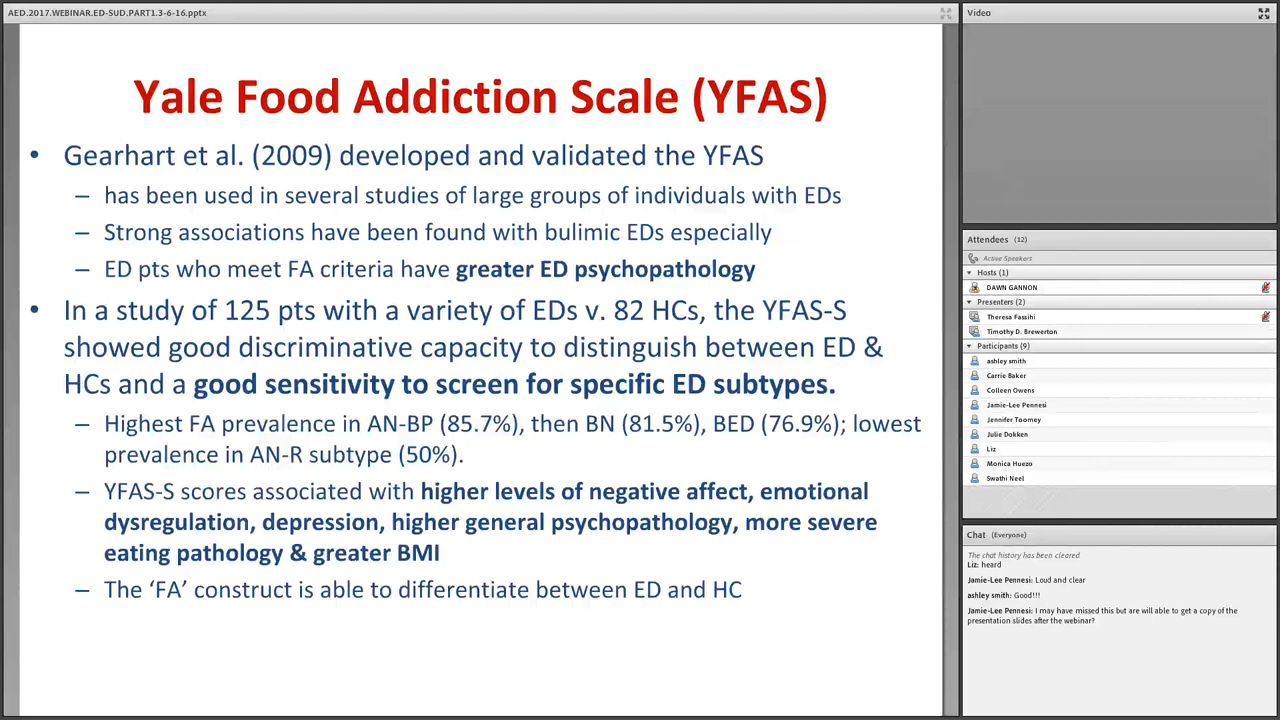 AED.2017.WEBINAR.ED-SUD.PART1.3-6-16.pptx
Yale Food Addiction Scale (YFAS)
• Gearhart et al. (2009) developed and validated the YFAS
– has been used in several studies of large groups of individuals with EDs
– Strong associations have been found with bulimic EDs especially
– ED pts who meet FA criteria have greater ED psychopathology
• In a study of 125 pts with a variety of EDs v. 82 HCs, the YFAS-S
showed good discriminative capacity to distinguish between ED &
HCs and a good sensitivity to screen for specific ED subtypes.
– Highest FA prevalence in AN-BP (85.7%), then BN (81.5%), BED (76.9%); lowest
prevalence in AN-R subtype (50%).
– YFAS-S scores associated with higher levels of negative affect, emotional
dysregulation, depression, higher general psychopathology, more severe
eating pathology & greater BMI
– The ‘FA’ construct is able to differentiate between ED and HC
Video
Attendees (12)
Active Speakers
Hosts (1)
DAWN GANNON
Presenters (2)
Theresa Fassihi
Timothy D. Brewerton
Participants (9)
ashley smith
Carrie Baker
Colleen Owens
Jamie-Lee Pennesi
Jennifer Toomey
Julie Dokken
Liz
Monica Huezo
Swathi Neel
Chat (Everyone)
The chat history has been cleared
Liz: heard
Jamie-Lee Pennesi: Loud and clear
ashley smith: Good!!!
Jamie-Lee Pennesi: I may have missed this but are will able to get a copy of the
presentation slides after the webinar?